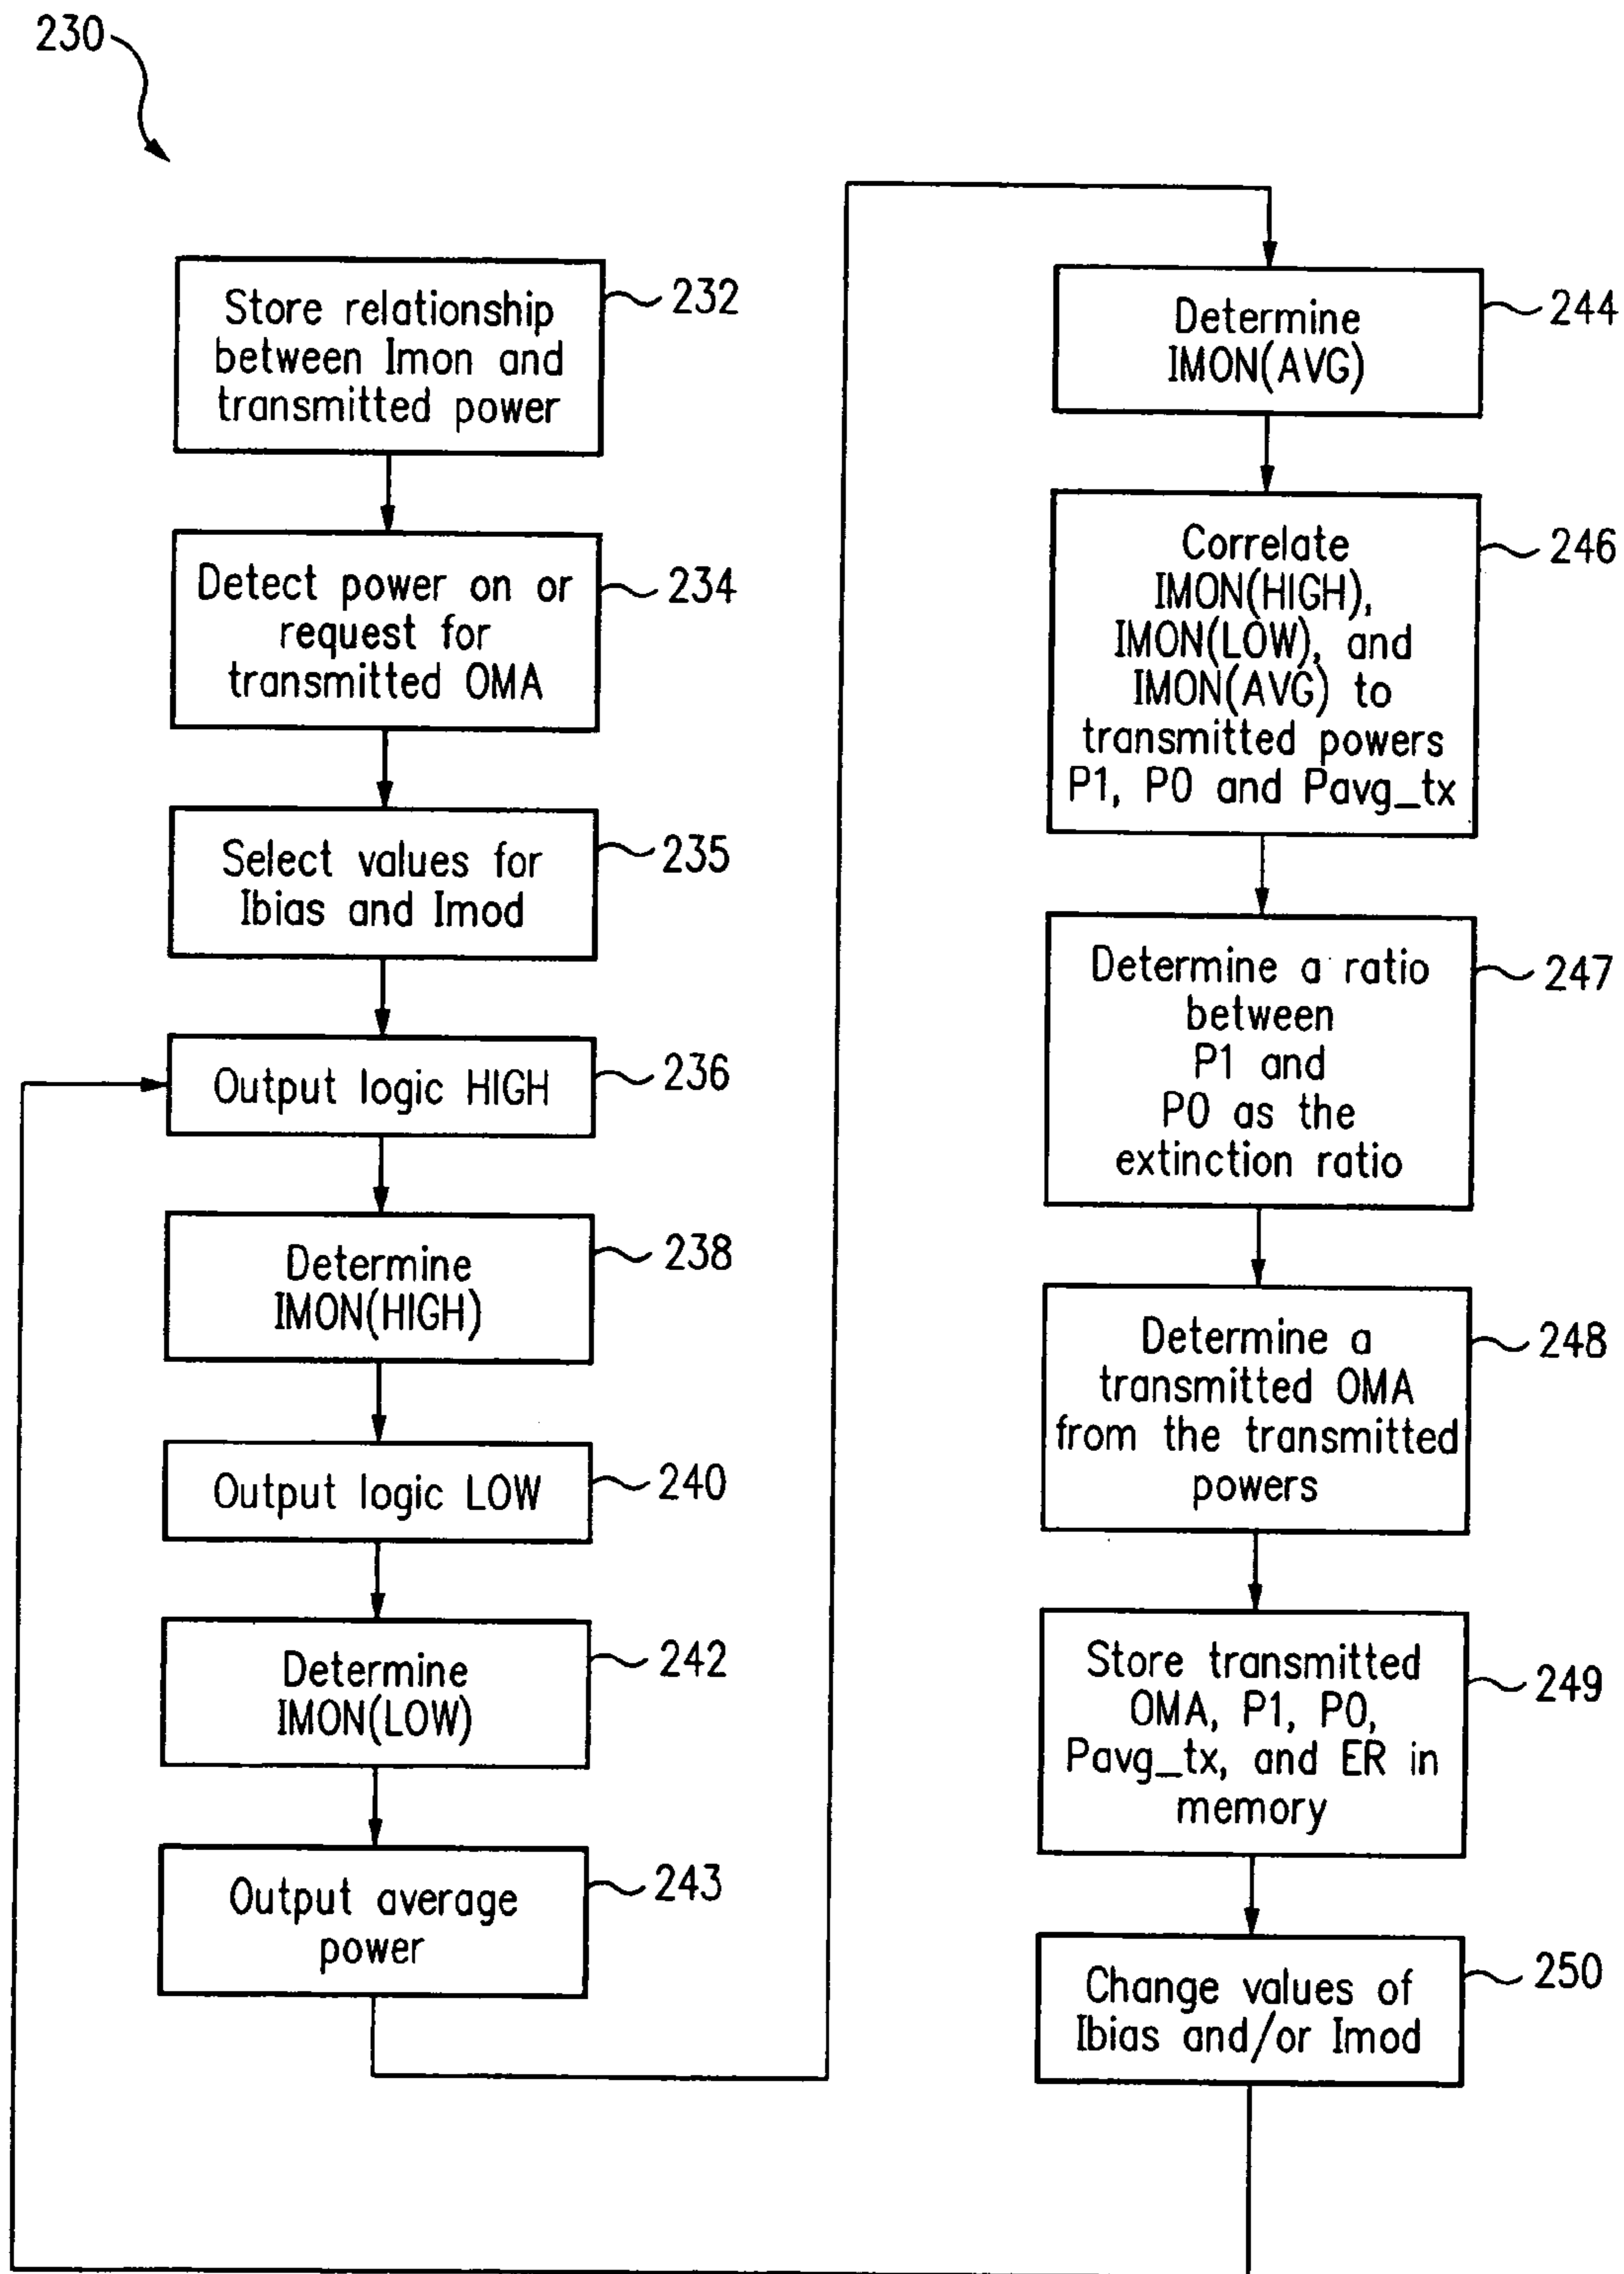 230
Store relationship
between Imon and
transmitted power
232
Detect power on or
request for
transmitted OMA
234
Select values for
Ibias and Imod
235
Output logic HIGH
236
Determine
IMON(HIGH)
238
Output logic LOW
240
Determine
IMON(LOW)
242
Output average
power
243
Determine
IMON(AVG)
244
Correlate
IMON(HIGH),
IMON(LOW), and
IMON(AVG) to
transmitted powers
P1, P0 and Pavg_tx
246
Determine a ratio
between
P1 and
P0 as the
extinction ratio
247
Determine a
transmitted OMA
from the transmitted
powers
248
Store transmitted
OMA, P1, P0,
Pavg_tx, and ER in
memory
249
Change values of
Ibias and/or Imod
250